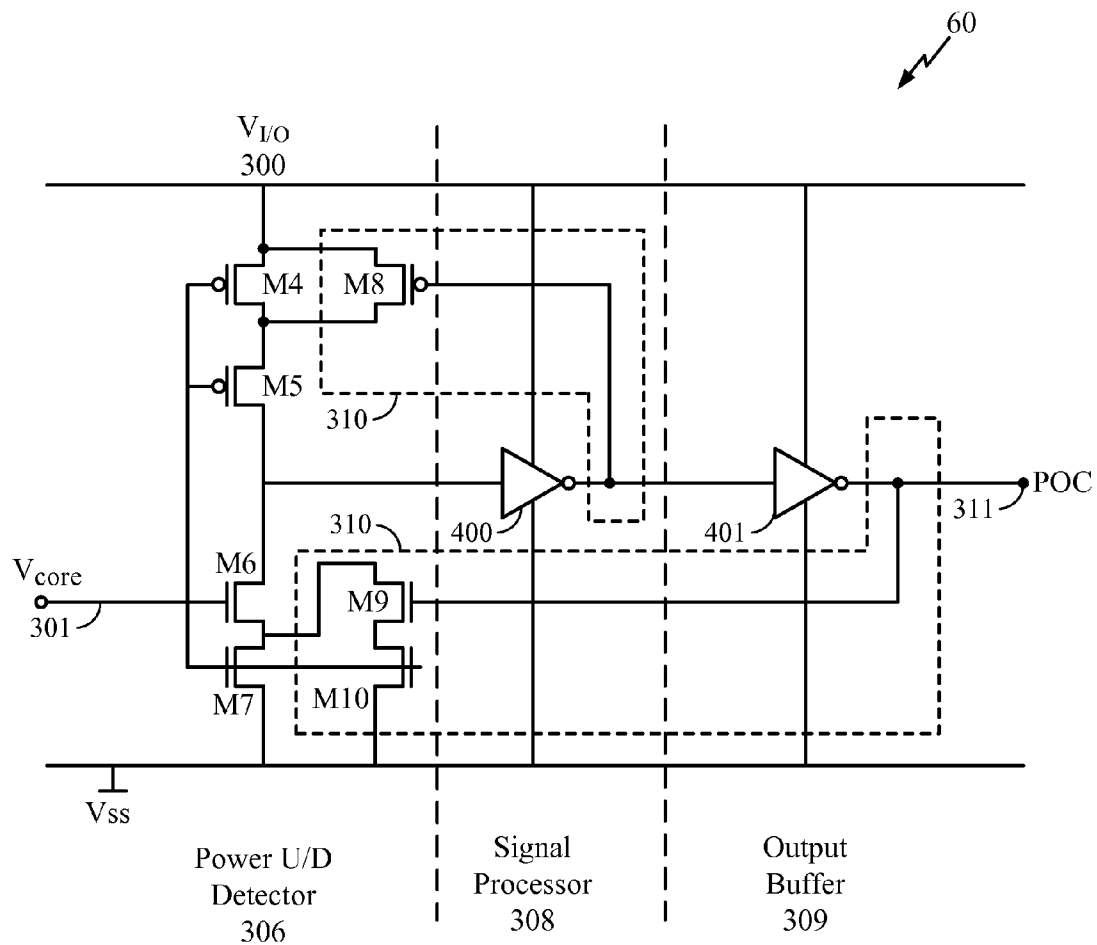 60
V_I/O
300
M4
M8
M5
310
400
401
311
POC
310
V_core
301
M6
M9
M7
M10
Vss
Power U/D
Detector
306
Signal
Processor
308
Output
Buffer
309